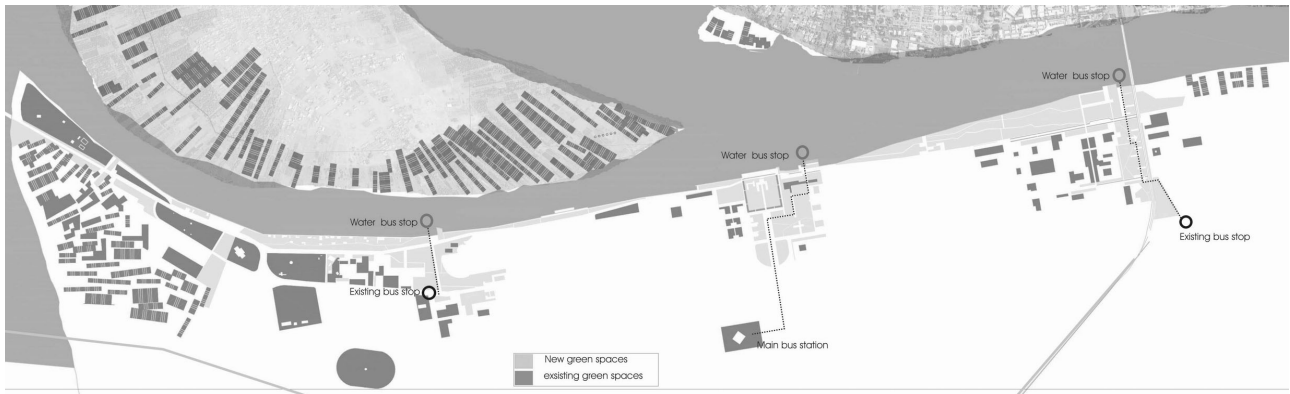 Water bus stop
Water bus stop
Water bus stop
Existing bus stop
Existing bus stop
Main bus station
New green spaces
exsisting green spaces